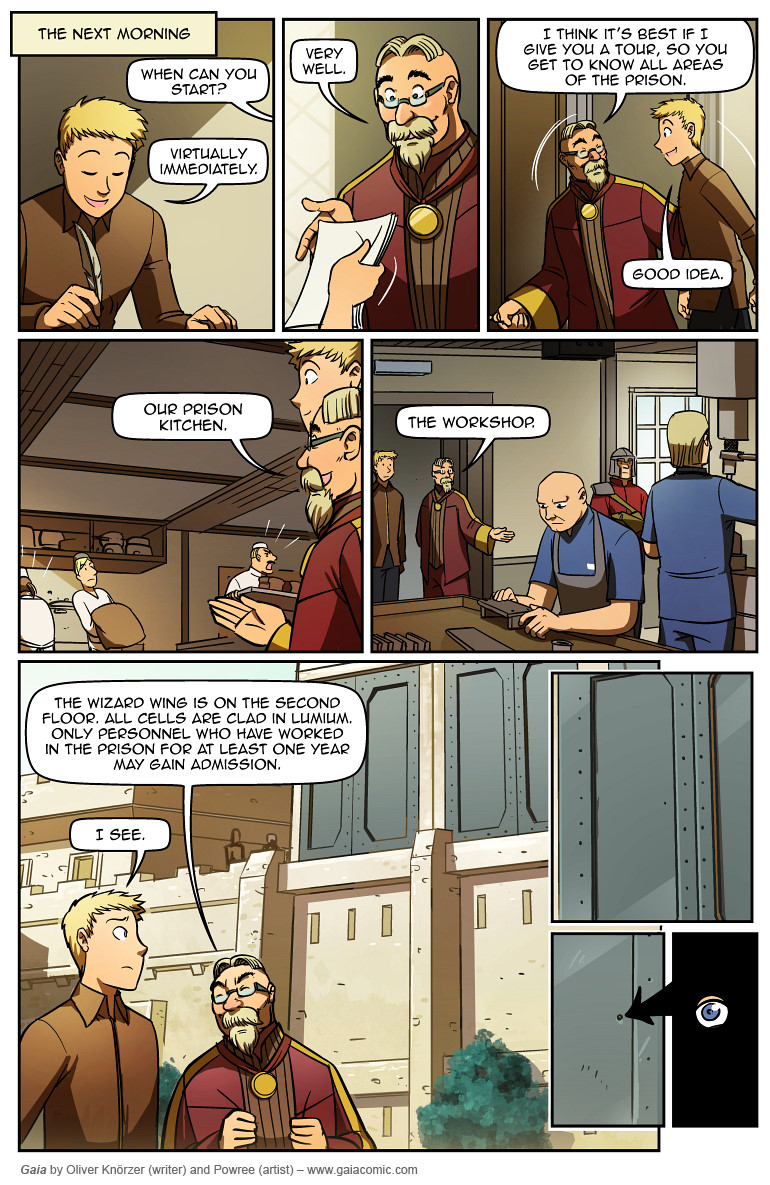 THE NEXT MORNING
WHEN CAN YOU
START?
VIRTUALLY
IMMEDIATELY.
VERY
WELL.
I THINK IT'S BEST IF I
GIVE YOU A TOUR, SO YOU
GET TO KNOW ALL AREAS
OF THE PRISON.
GOOD IDEA.
OUR PRISON
KITCHEN.
THE WORKSHOP.
THE WIZARD WING IS ON THE SECOND
FLOOR. ALL CELLS ARE CLAD IN LUMIUM.
ONLY PERSONNEL WHO HAVE WORKED
IN THE PRISON FOR AT LEAST ONE YEAR
MAY GAIN ADMISSION.
I SEE.
Gaia by Oliver Knörzer (writer) and Powree (artist) – www.gaiacomic.com